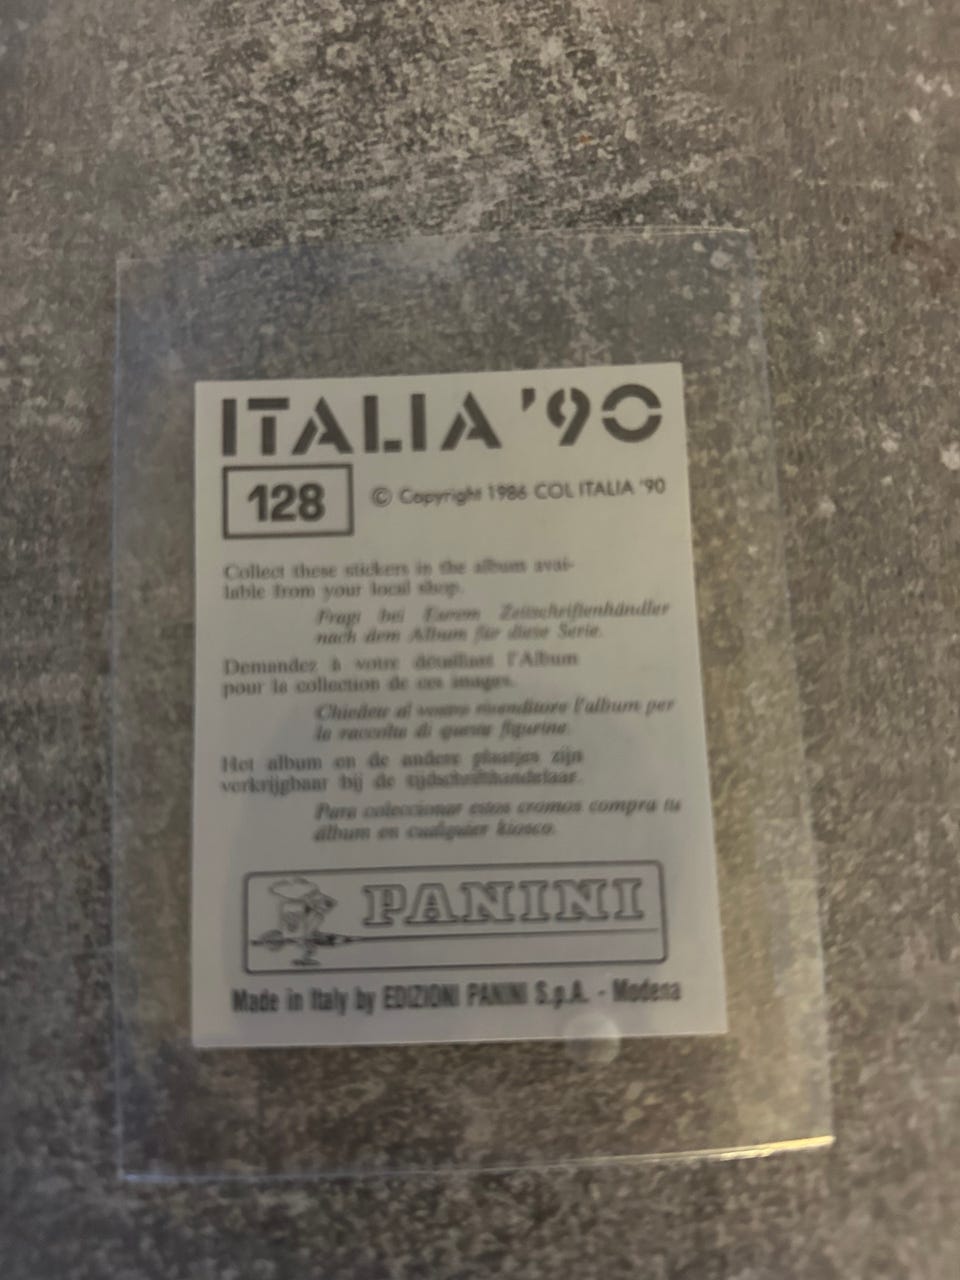 ITALIA '90
128
© Copyright 1986 COL ITALIA '90
Collect these stickers in the album avai-
lable from your local shop.
Fragt bei Eurem Zeitschriftenhändler
nach dem Album für diese Serie.
Demandez à votre détaillant l'Album
pour la collection de ces images.
Chiedete al vostro rivenditore l'album per
la raccolta di queste figurine.
Het album en de andere plaatjes zijn
verkrijgbaar bij de tijdschrifthandelaar.
Para coleccionar estos cromos compra tu
álbum en cualquier kiosco.
PANINI
Made in Italy by EDIZIONI PANINI S.p.A. - Modena